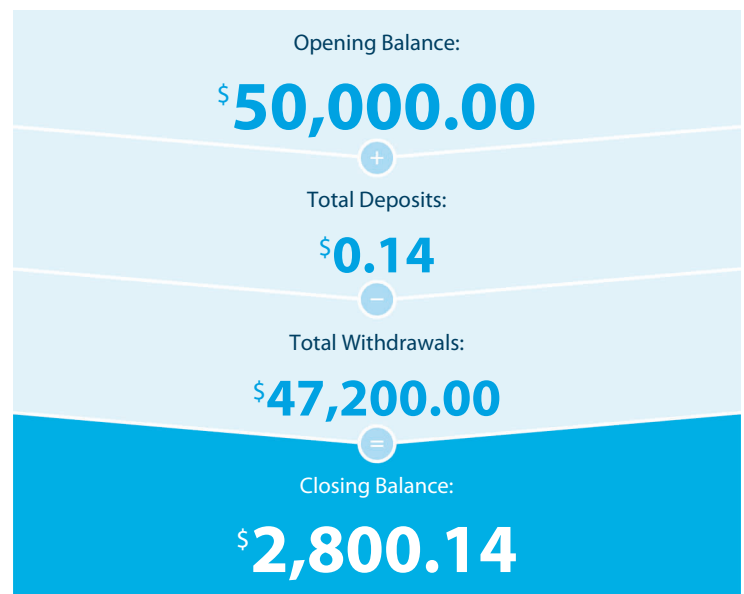 Opening Balance:
$50,000.00
+
Total Deposits:
$0.14
−
Total Withdrawals:
$47,200.00
=
Closing Balance:
$2,800.14